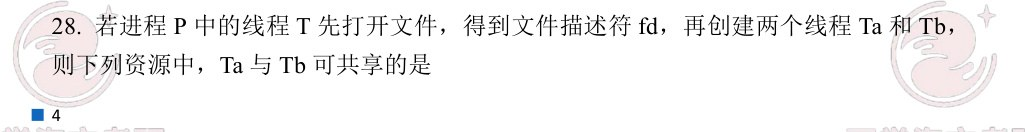 28. 若进程 P 中的线程 T 先打开文件，得到文件描述符 fd，再创建两个线程 Ta 和 Tb，
则下列资源中，Ta 与 Tb 可共享的是
4